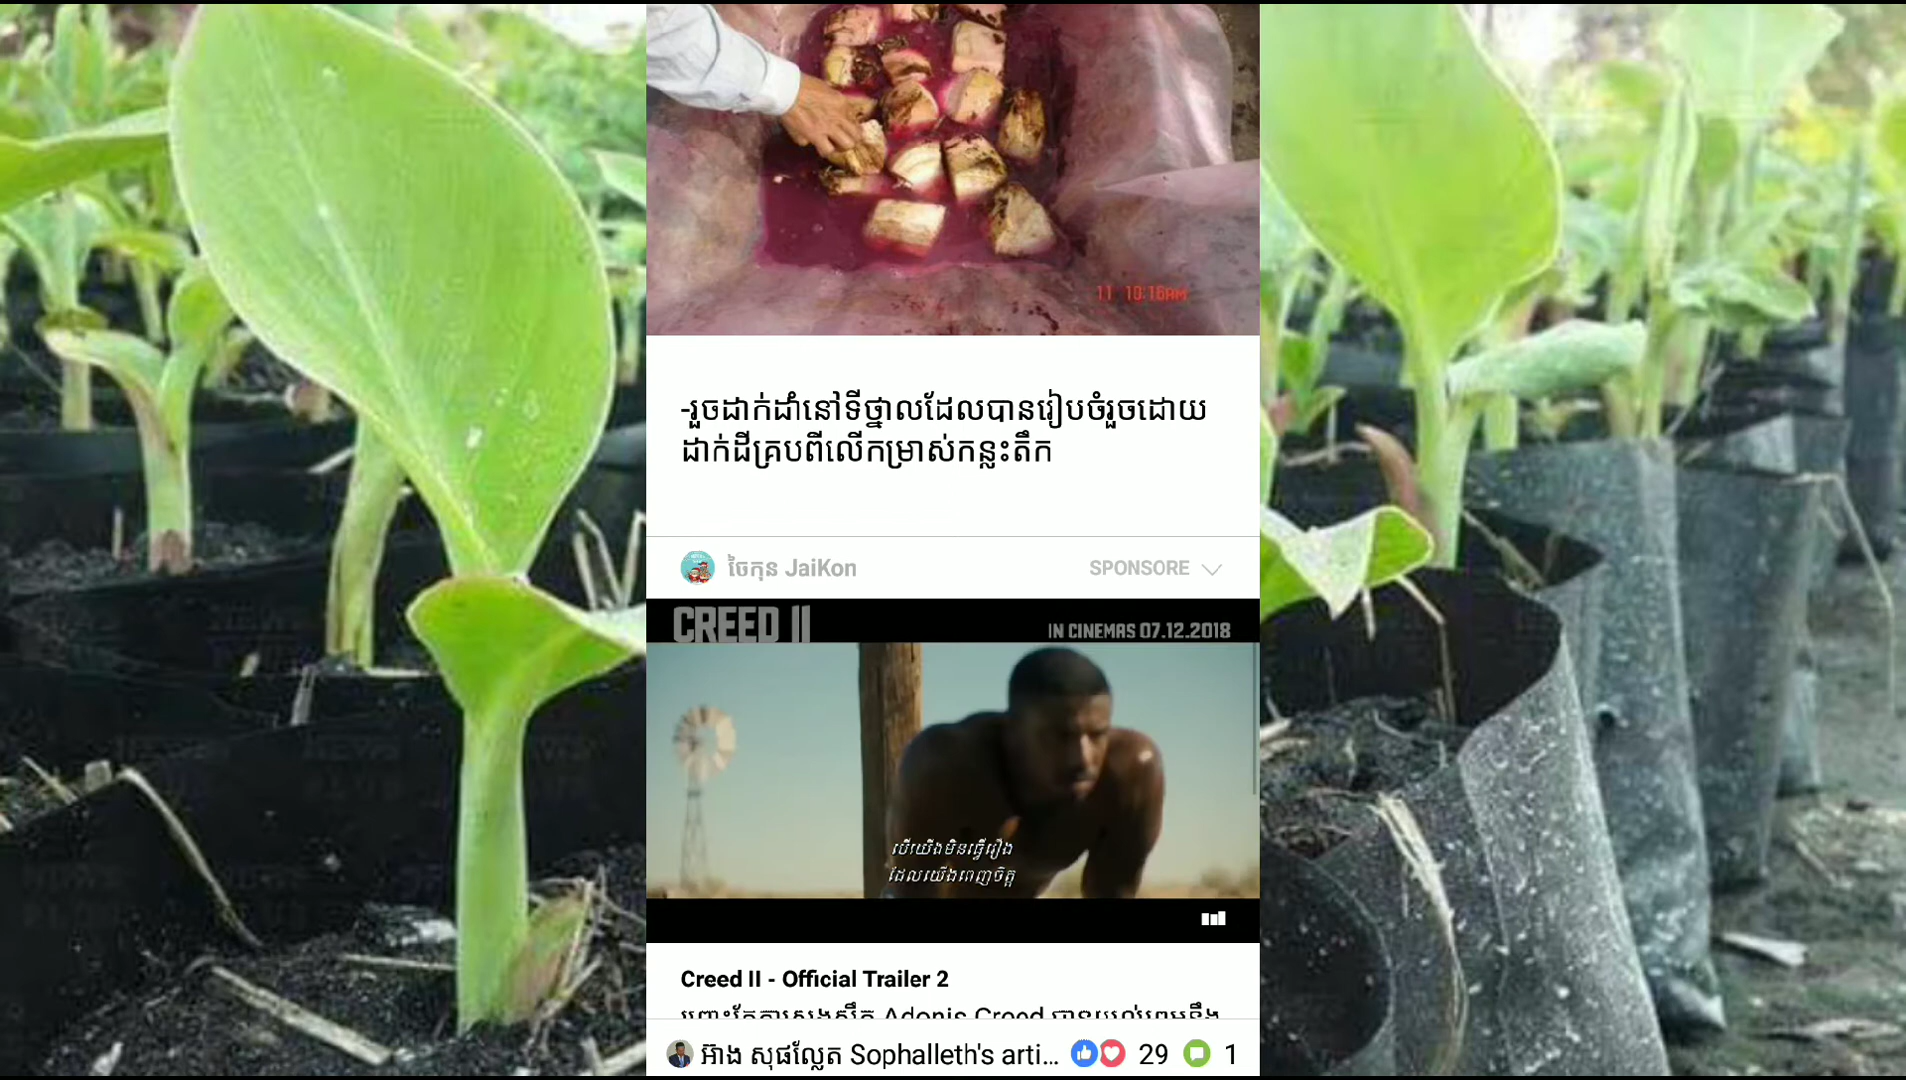 11 10:16AM
-រួចដាក់ដាំនៅទីថ្នាលដែលបានរៀបចំរួចដោយ
ដាក់ដីគ្របពីលើកម្រាស់កន្លះតឹក
ចៃកុន JaiKon
SPONSORE
CREED II
IN CINEMAS 07.12.2018
បើយើងមិនធ្វើរឿង
ដែលយើងពេញចិត្ត
Creed II - Official Trailer 2
Adonis Creed
អ៊ាង សុផល្លែត Sophalleth's arti... 29 1